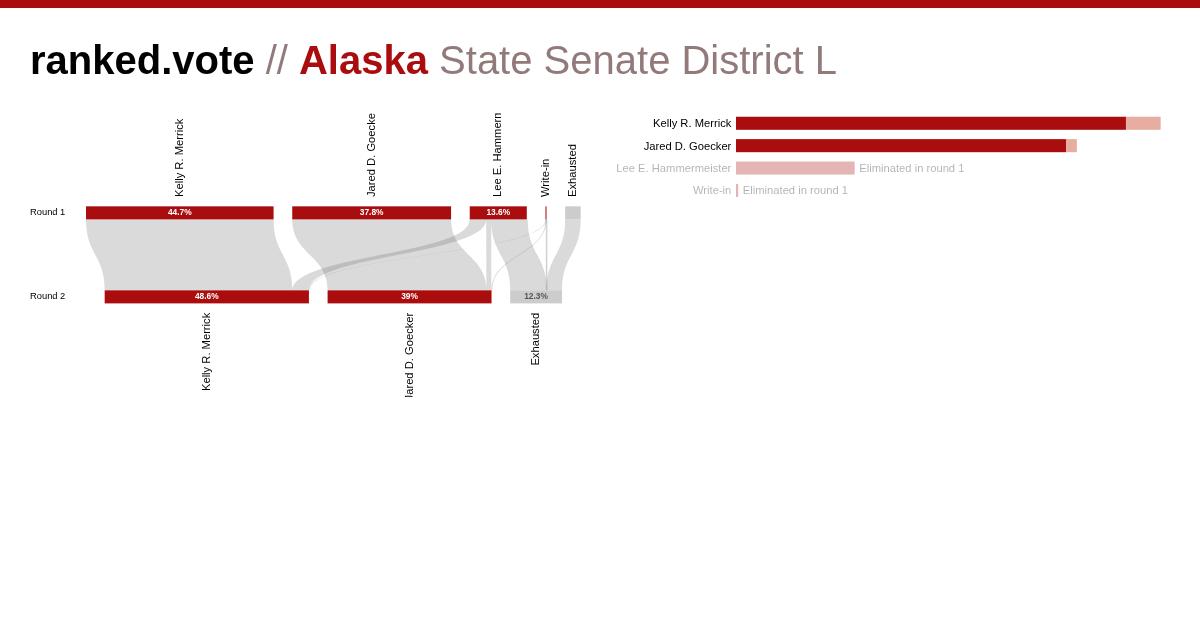 ranked.vote // Alaska State Senate District L
Kelly R. Merrick
Jared D. Goecke
Lee E. Hammern
Write-in
Exhausted
Round 1
44.7%
37.8%
13.6%
Round 2
48.6%
39%
12.3%
Kelly R. Merrick
Jared D. Goecker
Exhausted
Kelly R. Merrick
Jared D. Goecker
Lee E. Hammermeister
Eliminated in round 1
Write-in
Eliminated in round 1